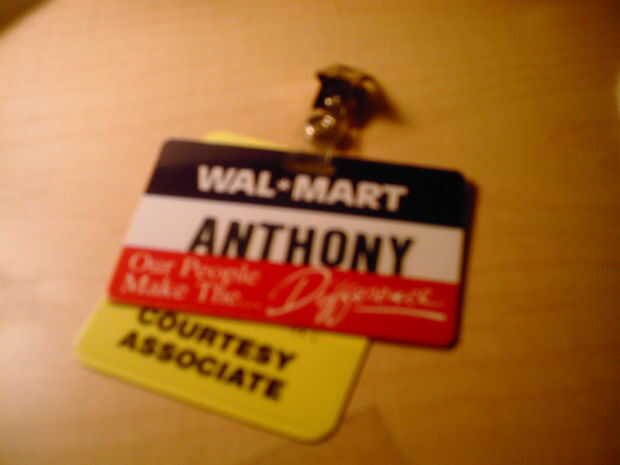 WAL★MART
ANTHONY
Our People
Make The... Difference
COURTESY
ASSOCIATE